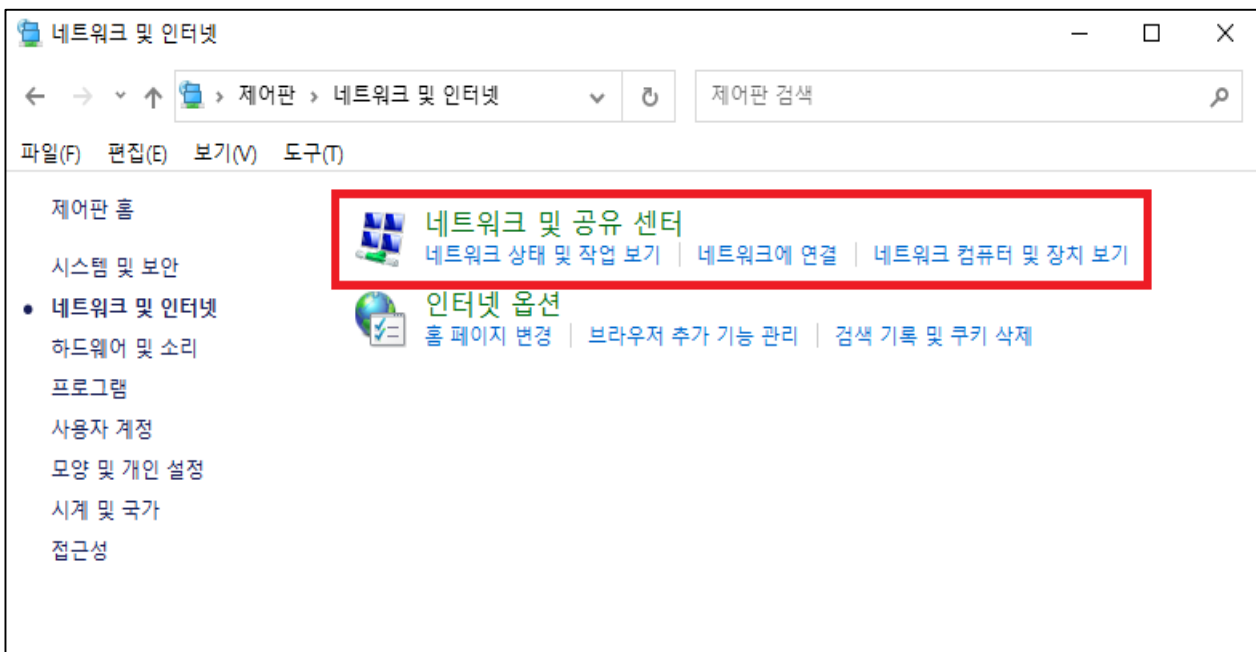 네트워크 및 인터넷
제어판 > 네트워크 및 인터넷
제어판 검색
파일(F) 편집(E) 보기(V) 도구(T)
제어판 홈
시스템 및 보안
네트워크 및 인터넷
하드웨어 및 소리
프로그램
사용자 계정
모양 및 개인 설정
시계 및 국가
접근성
네트워크 및 공유 센터
네트워크 상태 및 작업 보기 | 네트워크에 연결 | 네트워크 컴퓨터 및 장치 보기
인터넷 옵션
홈 페이지 변경 | 브라우저 추가 기능 관리 | 검색 기록 및 쿠키 삭제